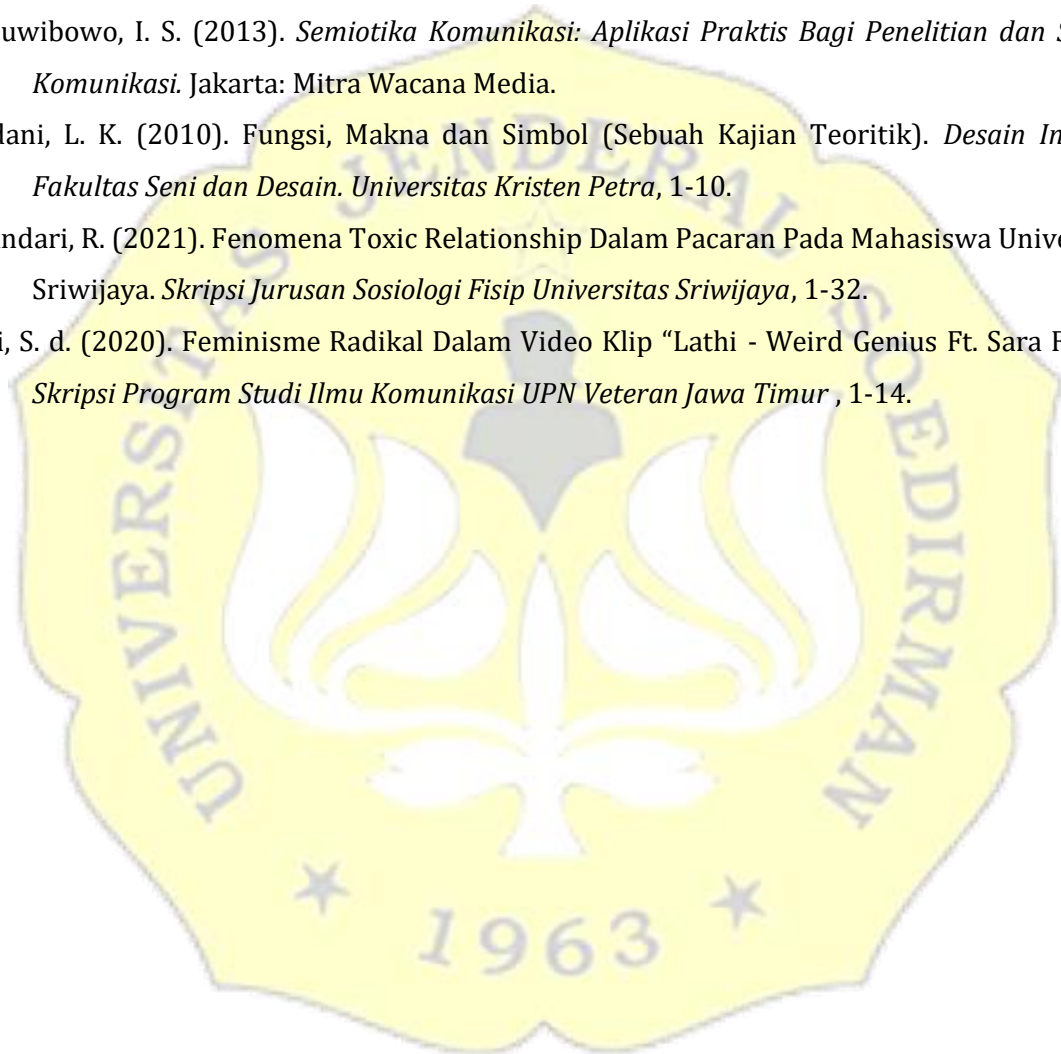 uwibowo, I. S. (2013). Semiotika Komunikasi: Aplikasi Praktis Bagi Penelitian dan S
Komunikasi. Jakarta: Mitra Wacana Media.
dani, L. K. (2010). Fungsi, Makna dan Simbol (Sebuah Kajian Teoritik). Desain In
Fakultas Seni dan Desain. Universitas Kristen Petra, 1-10.
ndari, R. (2021). Fenomena Toxic Relationship Dalam Pacaran Pada Mahasiswa Unive
Sriwijaya. Skripsi Jurusan Sosiologi Fisip Universitas Sriwijaya, 1-32.
i, S. d. (2020). Feminisme Radikal Dalam Video Klip “Lathi - Weird Genius Ft. Sara F
Skripsi Program Studi Ilmu Komunikasi UPN Veteran Jawa Timur , 1-14.
UNIVERSITAS JENDERAL SOEDIRMAN
1963